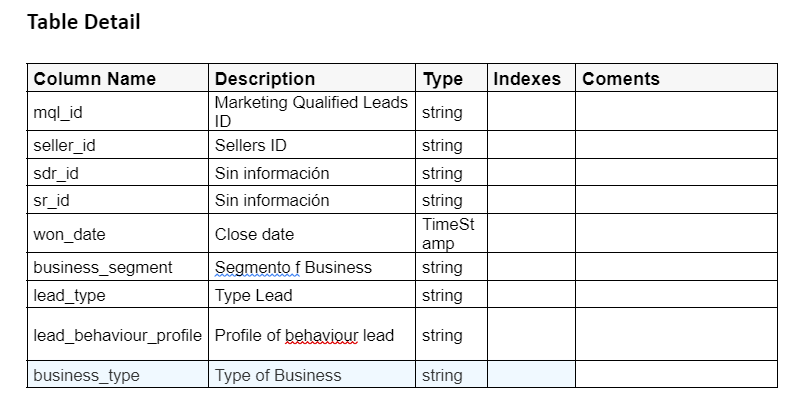 Table Detail
Column Name Description Type Indexes Coments
mql_id Marketing Qualified Leads ID string
seller_id Sellers ID string
sdr_id Sin información string
sr_id Sin información string
won_date Close date TimeSt
amp
business_segment Segmento f Business string
lead_type Type Lead string
lead_behaviour_profile Profile of behaviour lead string
business_type Type of Business string